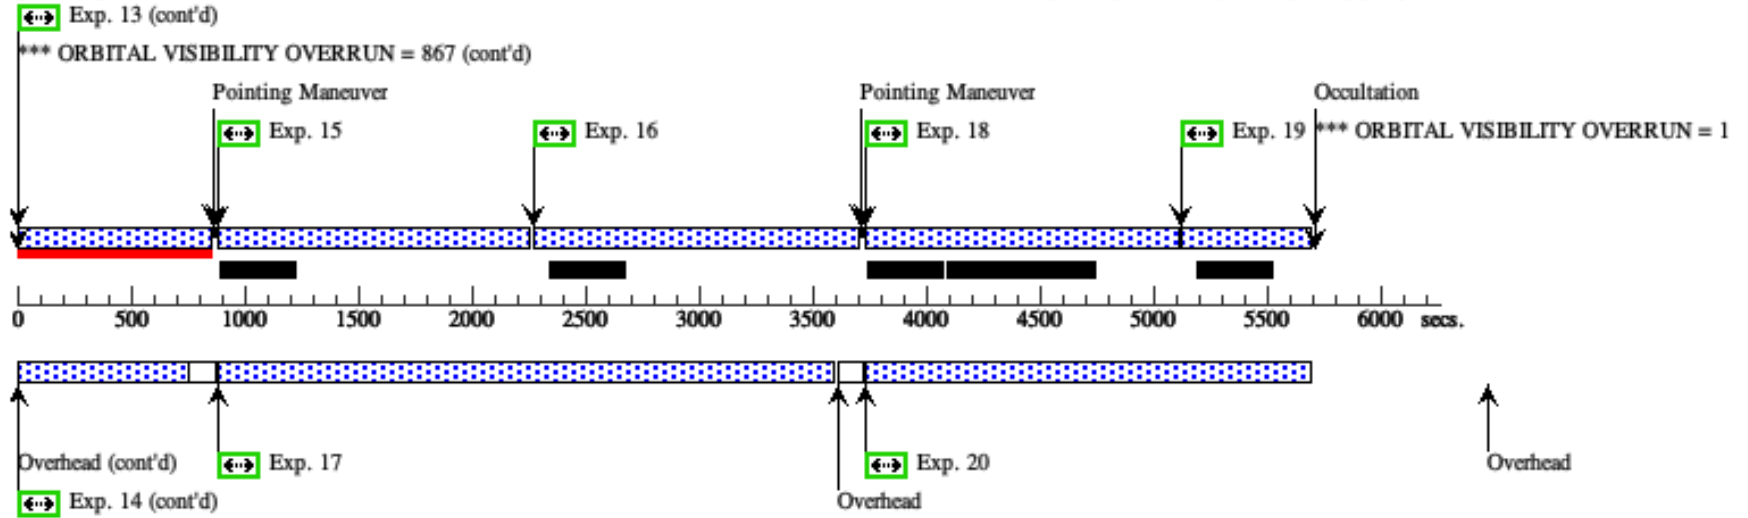 Exp. 13 (cont'd)
*** ORBITAL VISIBILITY OVERRUN = 867 (cont'd)
Pointing Maneuver Pointing Maneuver Occultation
Exp. 15 Exp. 16 Exp. 18 Exp. 19 *** ORBITAL VISIBILITY OVERRUN = 1
0 500 1000 1500 2000 2500 3000 3500 4000 4500 5000 5500 6000 secs.
Overhead (cont'd) Exp. 17 Exp. 20 Overhead
Exp. 14 (cont'd) Overhead